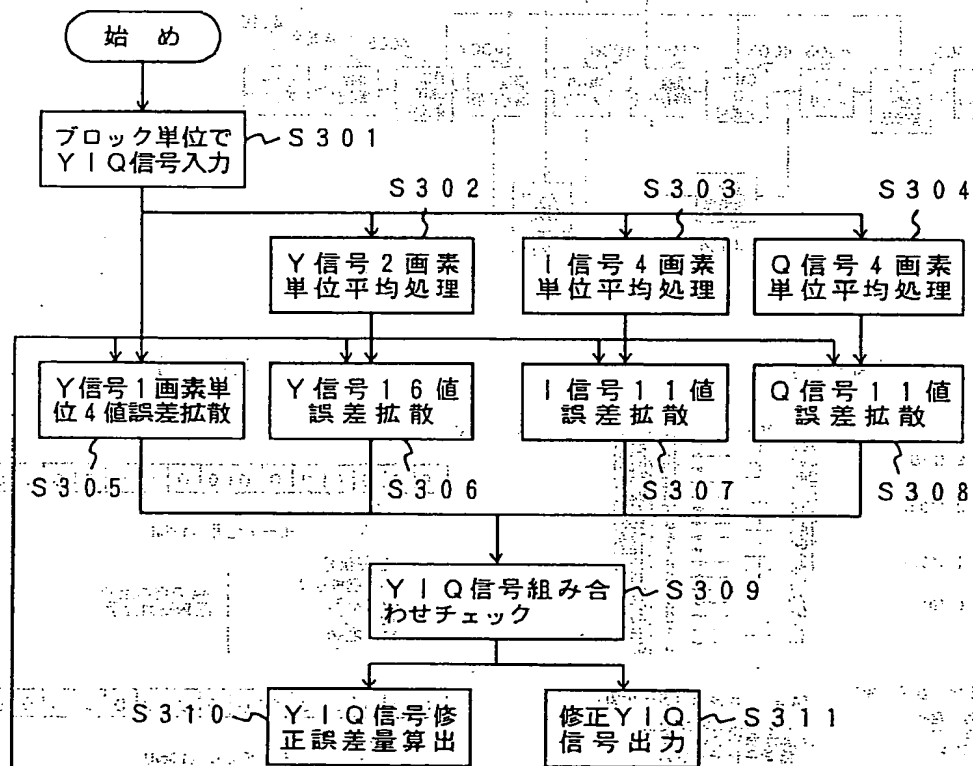 始め
ブロック単位で
YIQ信号入力
S301
S302
S303
S304
Y信号2画素
単位平均処理
I信号4画素
単位平均処理
Q信号4画素
単位平均処理
Y信号1画素単
位4値誤差拡散
Y信号16値
誤差拡散
I信号11値
誤差拡散
Q信号11値
誤差拡散
S305
S306
S307
S308
YIQ信号組み合
わせチェック
S309
S310
YIQ信号修
正誤差量算出
修正YIQ
信号出力
S311